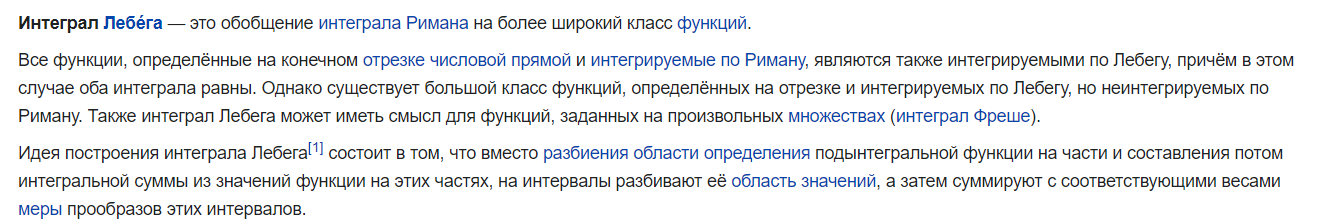 Интеграл Лебе́га — это обобщение интеграла Римана на более широкий класс функций.
Все функции, определённые на конечном отрезке числовой прямой и интегрируемые по Риману, являются также интегрируемыми по Лебегу, причём в этом
случае оба интеграла равны. Однако существует большой класс функций, определённых на отрезке и интегрируемых по Лебегу, но неинтегрируемых по
Риману. Также интеграл Лебега может иметь смысл для функций, заданных на произвольных множествах (интеграл Фреше).
Идея построения интеграла Лебега[1] состоит в том, что вместо разбиения области определения подынтегральной функции на части и составления потом
интегральной суммы из значений функции на этих частях, на интервалы разбивают её область значений, а затем суммируют с соответствующими весами
меры прообразов этих интервалов.